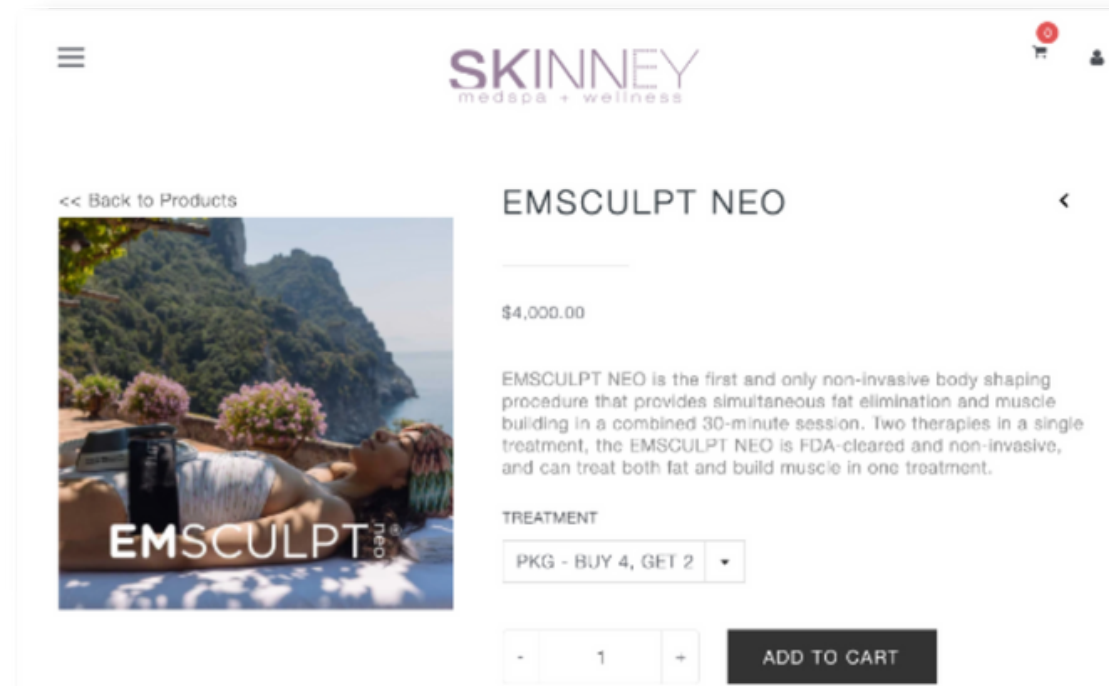 0
SKINNEY
medspa + wellness
<< Back to Products
EMSCULPT NEO
$4,000.00
EMSCULPT NEO is the first and only non-invasive body shaping
procedure that provides simultaneous fat elimination and muscle
building in a combined 30-minute session. Two therapies in a single
treatment, the EMSCULPT NEO is FDA-cleared and non-invasive,
and can treat both fat and build muscle in one treatment.
TREATMENT
PKG - BUY 4, GET 2
- 1 +
ADD TO CART
EMSCULPT neo